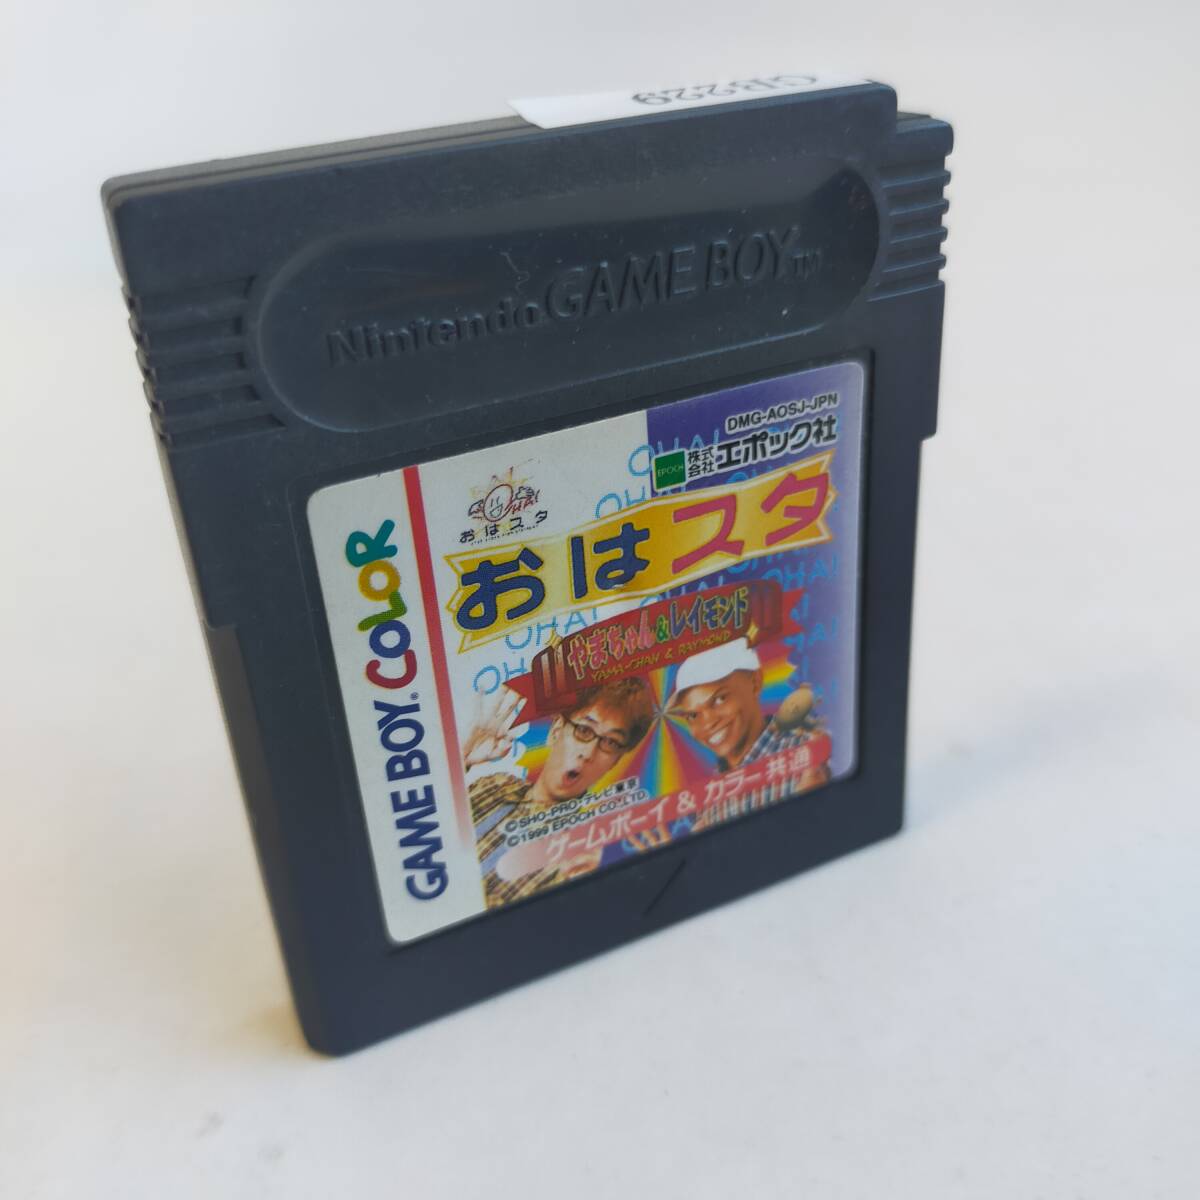 GB229
Nintendo GAME BOY TM
DMG-AOSJ-JPN
EPOCH 株式会社 エポック社
OHA!
おはスタ
おはスタ
やまちゃん&レイモンド
YAMA-CHAN & RAYMOND
GAME BOY COLOR
©SHO-PRO・テレビ東京
©1999 EPOCH CO.,LTD.
ゲームボーイ & カラー 共通